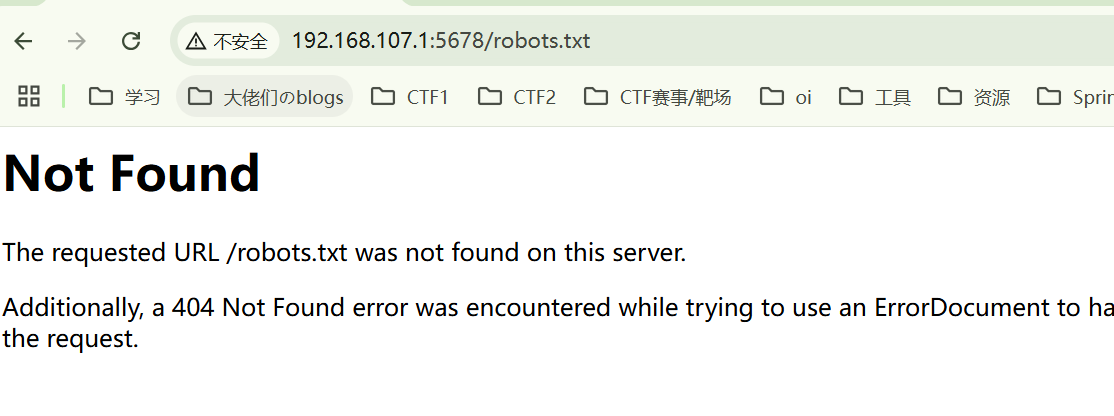 不安全 192.168.107.1:5678/robots.txt
学习 大佬们のblogs CTF1 CTF2 CTF赛事/靶场 oi 工具 资源 Sprin
Not Found
The requested URL /robots.txt was not found on this server.
Additionally, a 404 Not Found error was encountered while trying to use an ErrorDocument to ha
the request.